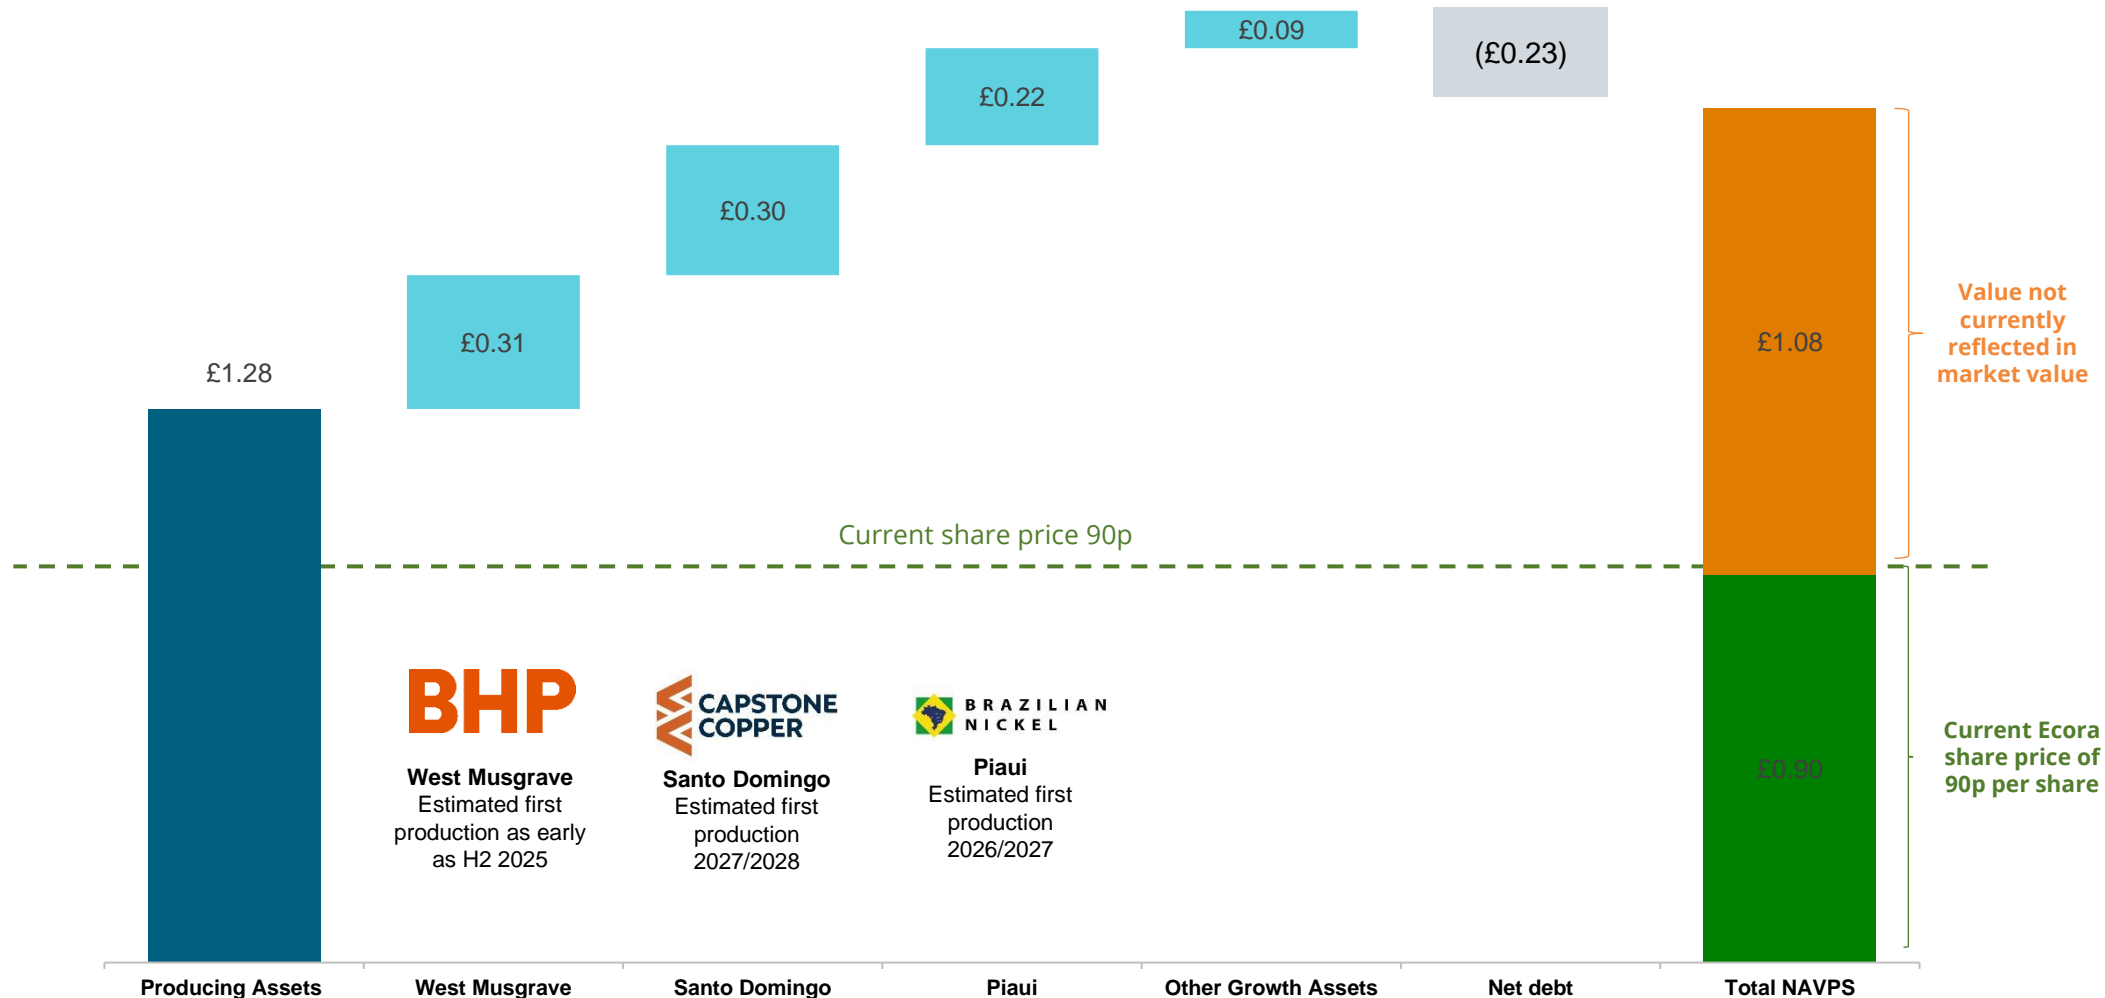 £0.09
(£0.23)
£0.22
£0.30
£0.31
£1.28
£1.08
Value not
currently
reflected in
market value
Current share price 90p
£0.90
Current Ecora
share price of
90p per share
BHP
West Musgrave
Estimated first
production as early
as H2 2025
CAPSTONE
COPPER
Santo Domingo
Estimated first
production
2027/2028
BRAZILIAN
NICKEL
Piaui
Estimated first
production
2026/2027
Producing Assets
West Musgrave
Santo Domingo
Piaui
Other Growth Assets
Net debt
Total NAVPS